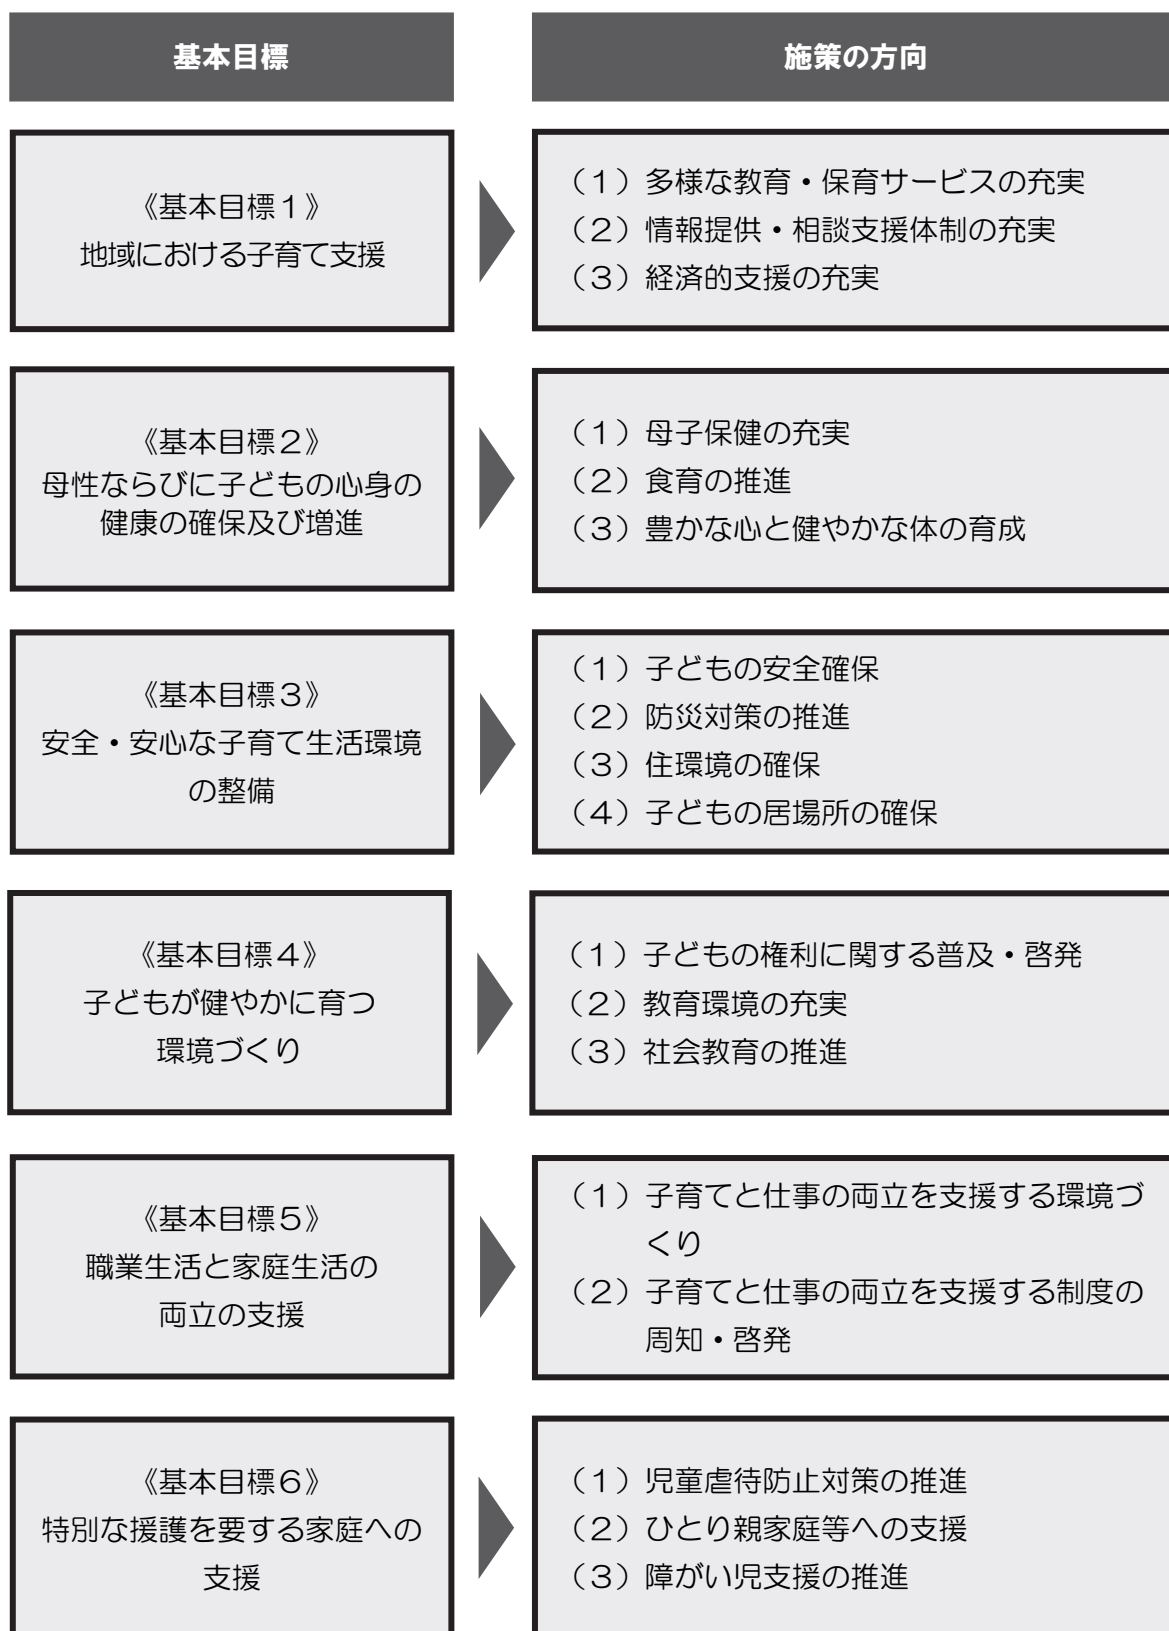 基本目標
施策の方向
《基本目標１》
地域における子育て支援
（１）多様な教育・保育サービスの充実
（２）情報提供・相談支援体制の充実
（３）経済的支援の充実
《基本目標２》
母性ならびに子どもの心身の
健康の確保及び増進
（１）母子保健の充実
（２）食育の推進
（３）豊かな心と健やかな体の育成
《基本目標３》
安全・安心な子育て生活環境
の整備
（１）子どもの安全確保
（２）防災対策の推進
（３）住環境の確保
（４）子どもの居場所の確保
《基本目標４》
子どもが健やかに育つ
環境づくり
（１）子どもの権利に関する普及・啓発
（２）教育環境の充実
（３）社会教育の推進
《基本目標５》
職業生活と家庭生活の
両立の支援
（１）子育てと仕事の両立を支援する環境づ
くり
（２）子育てと仕事の両立を支援する制度の
周知・啓発
《基本目標６》
特別な援護を要する家庭への
支援
（１）児童虐待防止対策の推進
（２）ひとり親家庭等への支援
（３）障がい児支援の推進